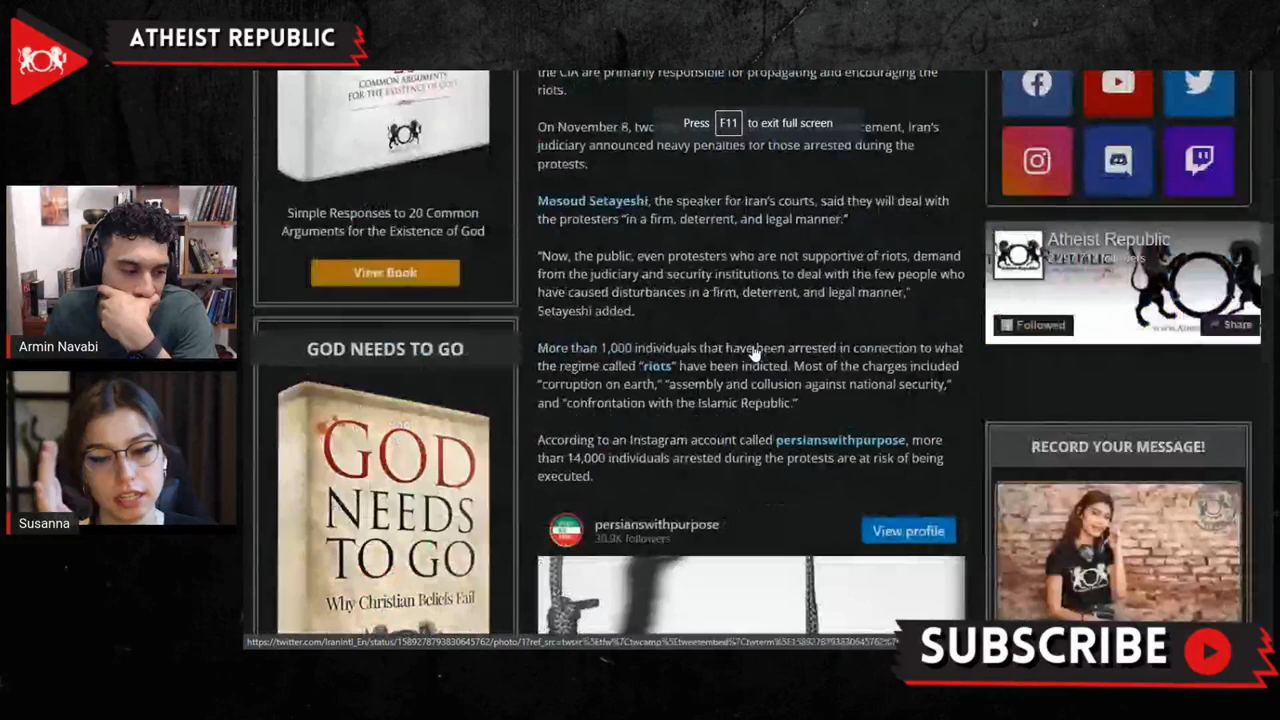 ATHEIST REPUBLIC
COMMON ARGUMENTS
FOR THE EXISTENCE OF GOD
Simple Responses to 20 Common
Arguments for the Existence of God
View Book
GOD NEEDS TO GO
GOD
NEEDS
TO GO
Why Christian Beliefs Fail
Armin Navabi
Susanna
the CIA are primarily responsible for propagating and encouraging the
riots.
Press F11 to exit full screen
On November 8, Iran's
judiciary announced heavy penalties for those arrested during the
protests.
Masoud Setayeshi, the speaker for Iran's courts, said they will deal with
the protesters "in a firm, deterrent, and legal manner."
"Now, the public, even protesters who are not supportive of riots, demand
from the judiciary and security institutions to deal with the few people who
have caused disturbances in a firm, deterrent, and legal manner,"
Setayeshi added.
More than 1,000 individuals that have been arrested in connection to what
the regime called "riots" have been indicted. Most of the charges included
"corruption on earth," "assembly and collusion against national security,"
and "confrontation with the Islamic Republic."
According to an Instagram account called persianswithpurpose, more
than 14,000 individuals arrested during the protests are at risk of being
executed.
persianswithpurpose
30.9K followers
View profile
Atheist Republic
Followed
Share
RECORD YOUR MESSAGE!
SUBSCRIBE